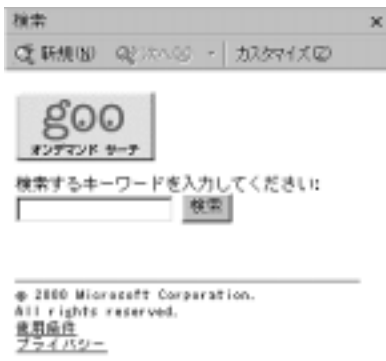 検索 ×
新規(N) 次へ(X) カスタマイズ(Z)
goo
オンデマンド サーチ
検索するキーワードを入力してください:
検索
© 2000 Microsoft Corporation.
All rights reserved.
使用条件
プライバシー